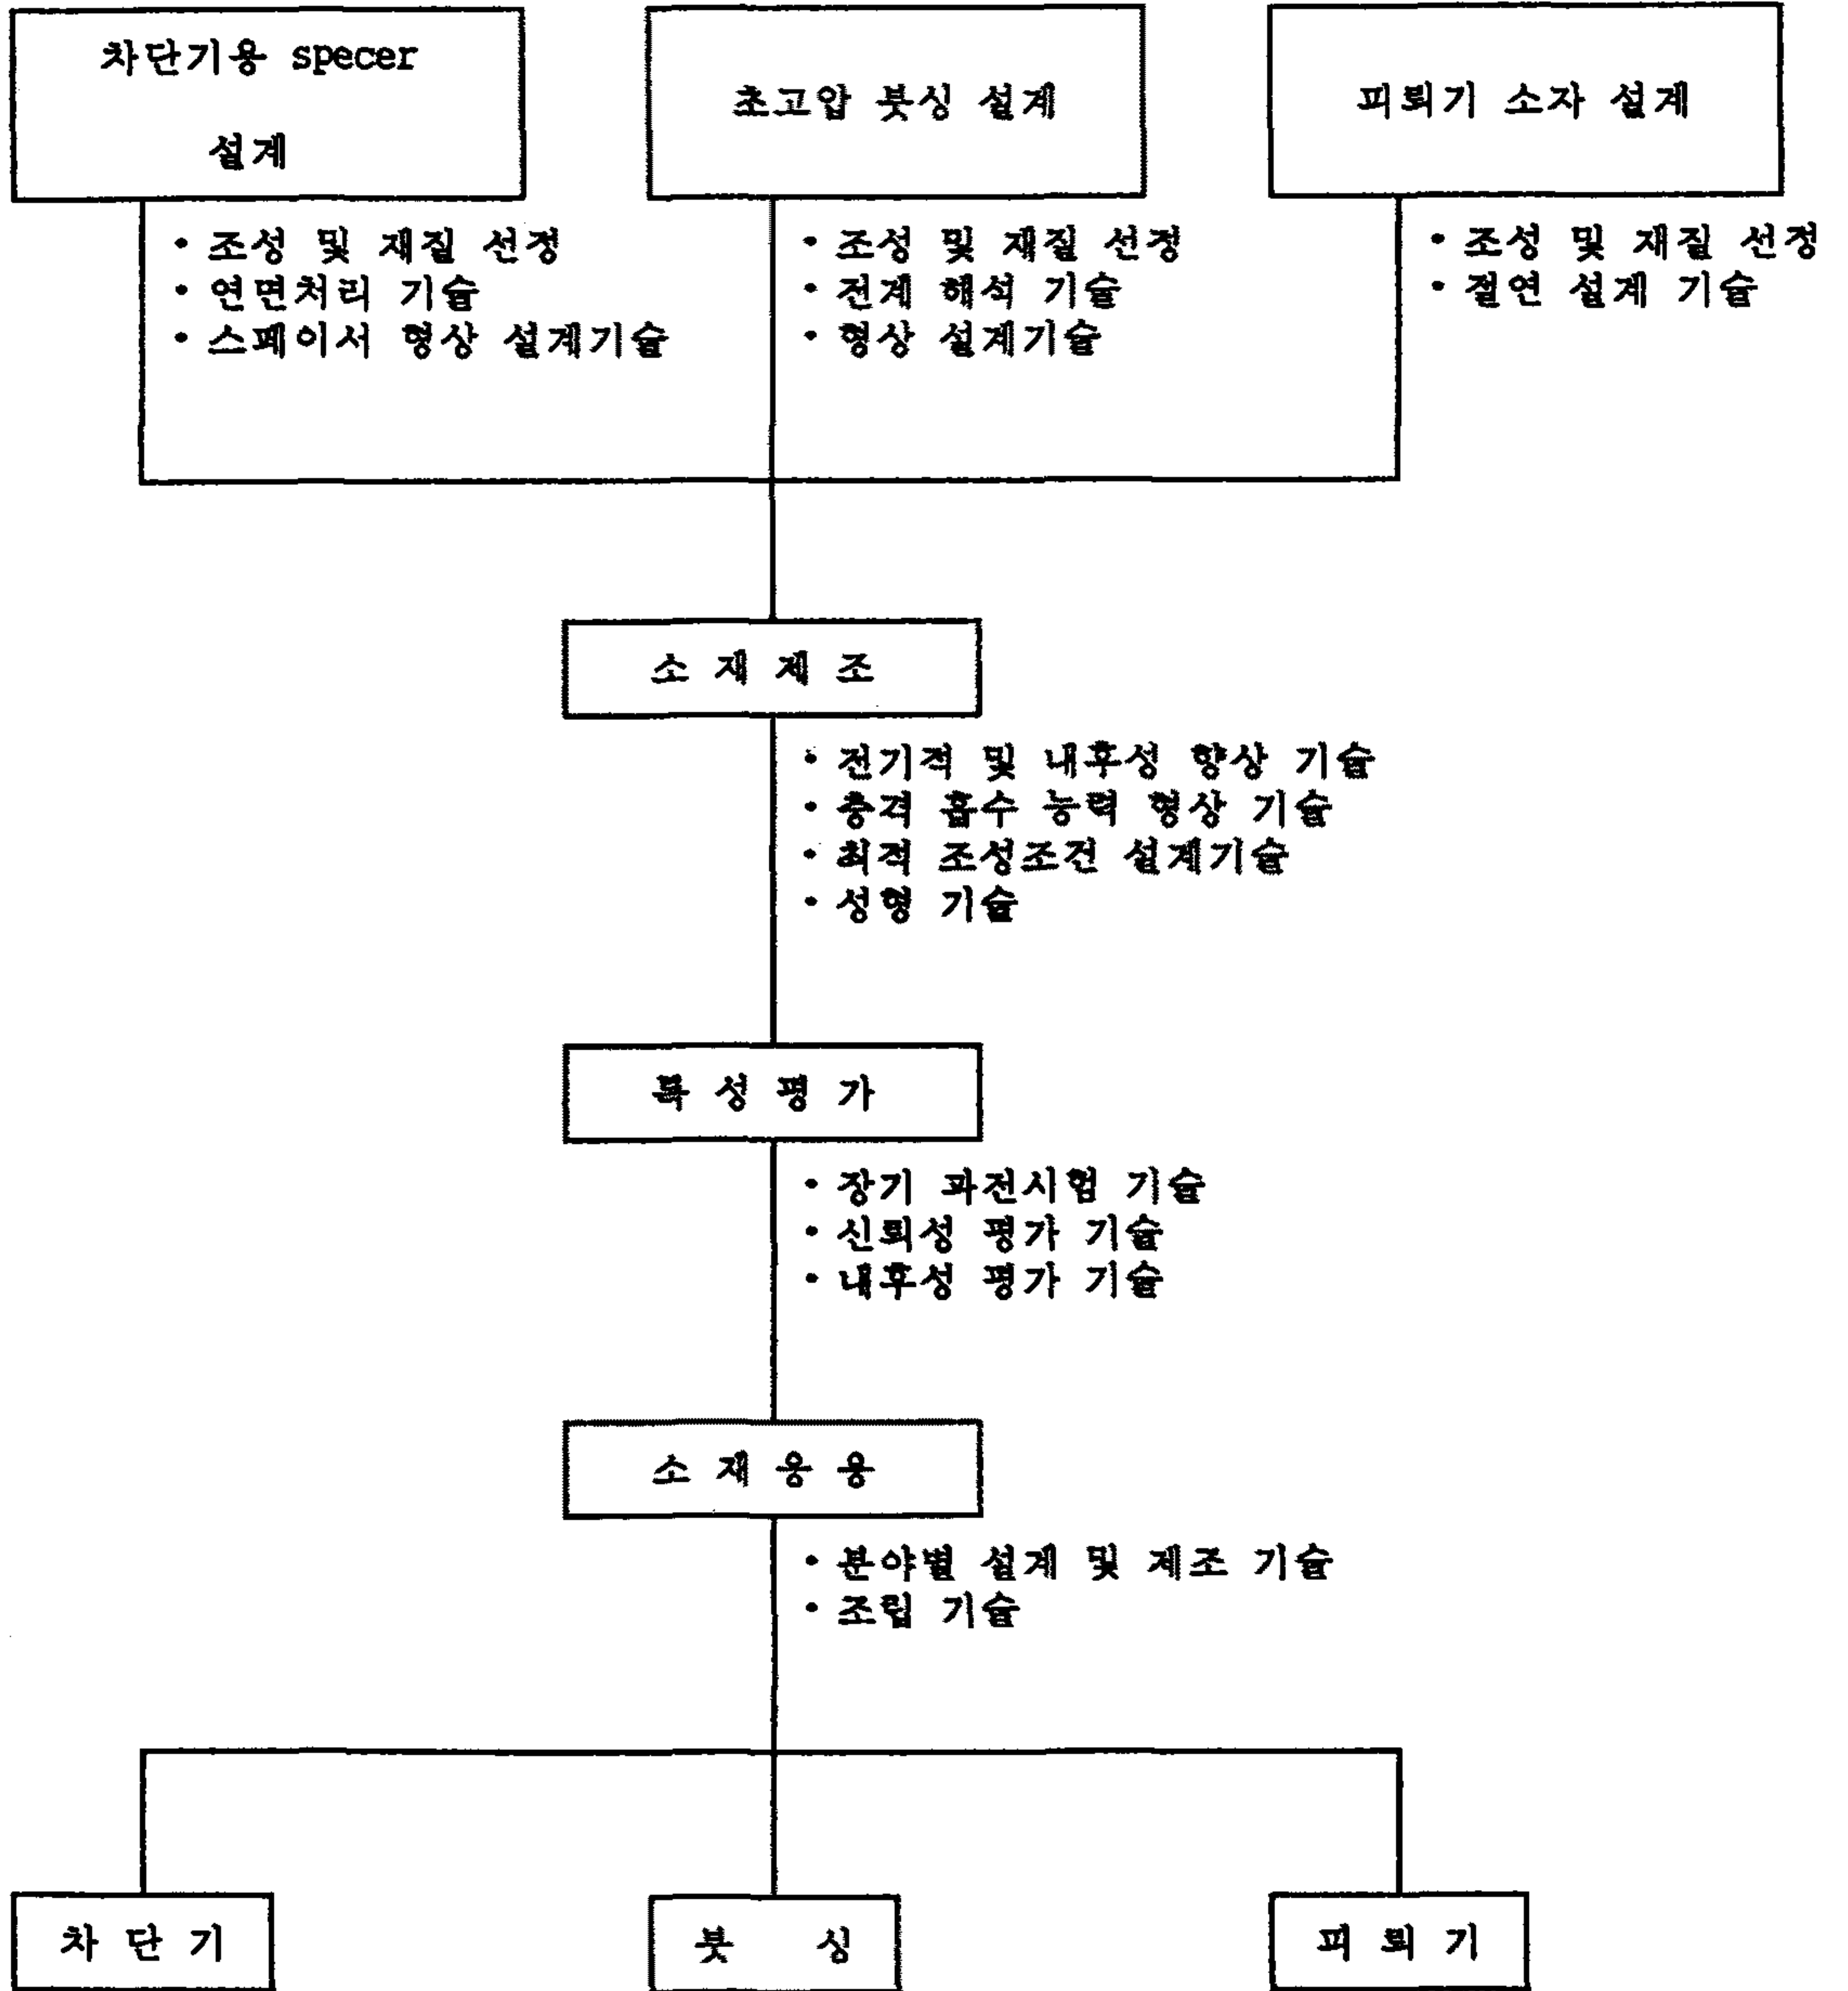 차단기용 specer
설계
초고압 붓싱 설계
피뢰기 소자 설계
• 조성 및 재질 선정
• 연면처리 기술
• 스페이서 형상 설계기술
• 조성 및 재질 선정
• 전계 해석 기술
• 형상 설계기술
• 조성 및 재질 선정
• 절연 설계 기술
소 재 제 조
• 전기적 및 내후성 향상 기술
• 충격 흡수 능력 형상 기술
• 최적 조성조건 설계기술
• 성형 기술
특 성 평 가
• 장기 과전시험 기술
• 신뢰성 평가 기술
• 내후성 평가 기술
소 재 응 용
• 분야별 설계 및 제조 기술
• 조립 기술
차 단 기
붓 싱
피 뢰 기